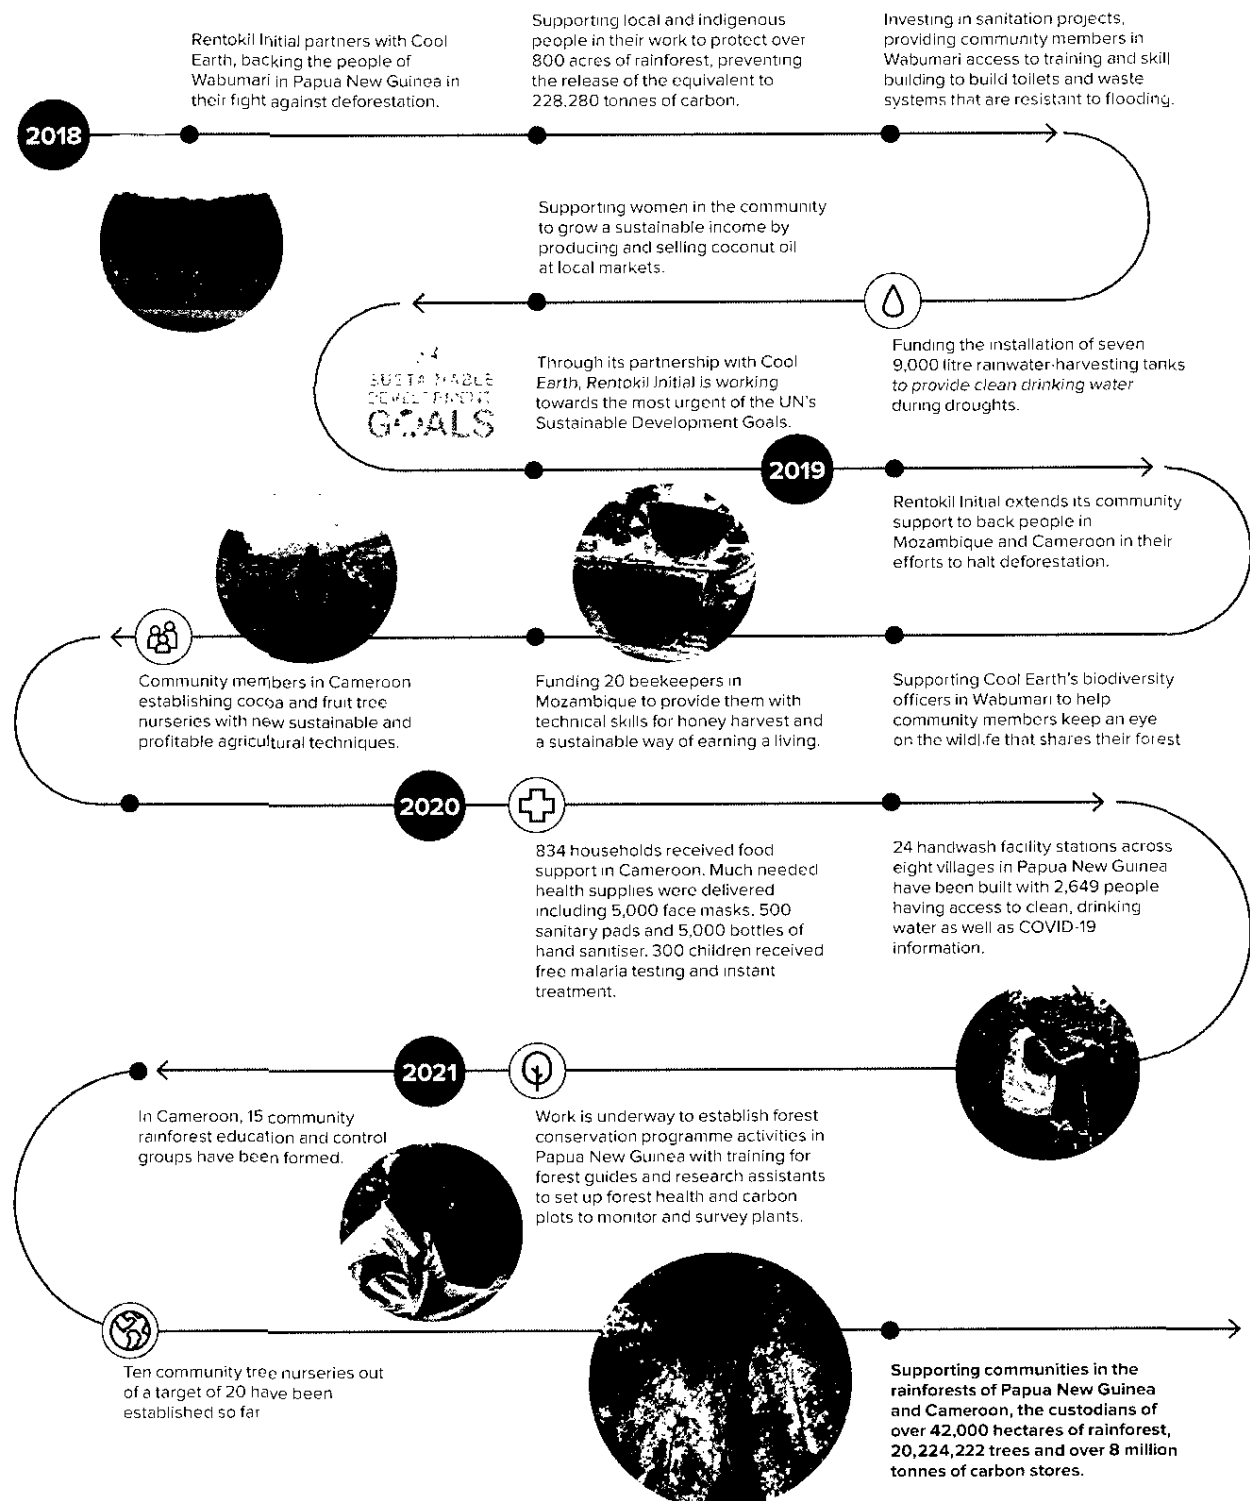 Rentokil Initial partners with Cool
Earth, backing the people of
Wabumari in Papua New Guinea in
their fight against deforestation.
Supporting local and indigenous
people in their work to protect over
800 acres of rainforest, preventing
the release of the equivalent to
228.280 tonnes of carbon.
Investing in sanitation projects,
providing community members in
Wabumari access to training and skill
building to build toilets and waste
systems that are resistant to flooding.
2018
Supporting women in the community
to grow a sustainable income by
producing and selling coconut oil
at local markets.
Funding the installation of seven
9,000 litre rainwater-harvesting tanks
to provide clean drinking water
during droughts.
SUSTAINABLE
DEVELOPMENT
GOALS
Through its partnership with Cool
Earth, Rentokil Initial is working
towards the most urgent of the UN's
Sustainable Development Goals.
2019
Rentokil Initial extends its community
support to back people in
Mozambique and Cameroon in their
efforts to halt deforestation.
Supporting Cool Earth's biodiversity
officers in Wabumari to help
community members keep an eye
on the wildlife that shares their forest
Funding 20 beekeepers in
Mozambique to provide them with
technical skills for honey harvest and
a sustainable way of earning a living.
Community members in Cameroon
establishing cocoa and fruit tree
nurseries with new sustainable and
profitable agricultural techniques.
2020
834 households received food
support in Cameroon. Much needed
health supplies were delivered
including 5,000 face masks. 500
sanitary pads and 5,000 bottles of
hand sanitiser. 300 children received
free malaria testing and instant
treatment.
24 handwash facility stations across
eight villages in Papua New Guinea
have been built with 2,649 people
having access to clean, drinking
water as well as COVID-19
information.
2021
Work is underway to establish forest
conservation programme activities in
Papua New Guinea with training for
forest guides and research assistants
to set up forest health and carbon
plots to monitor and survey plants.
In Cameroon, 15 community
rainforest education and control
groups have been formed.
Ten community tree nurseries out
of a target of 20 have been
established so far
Supporting communities in the
rainforests of Papua New Guinea
and Cameroon, the custodians of
over 42,000 hectares of rainforest,
20,224,222 trees and over 8 million
tonnes of carbon stores.